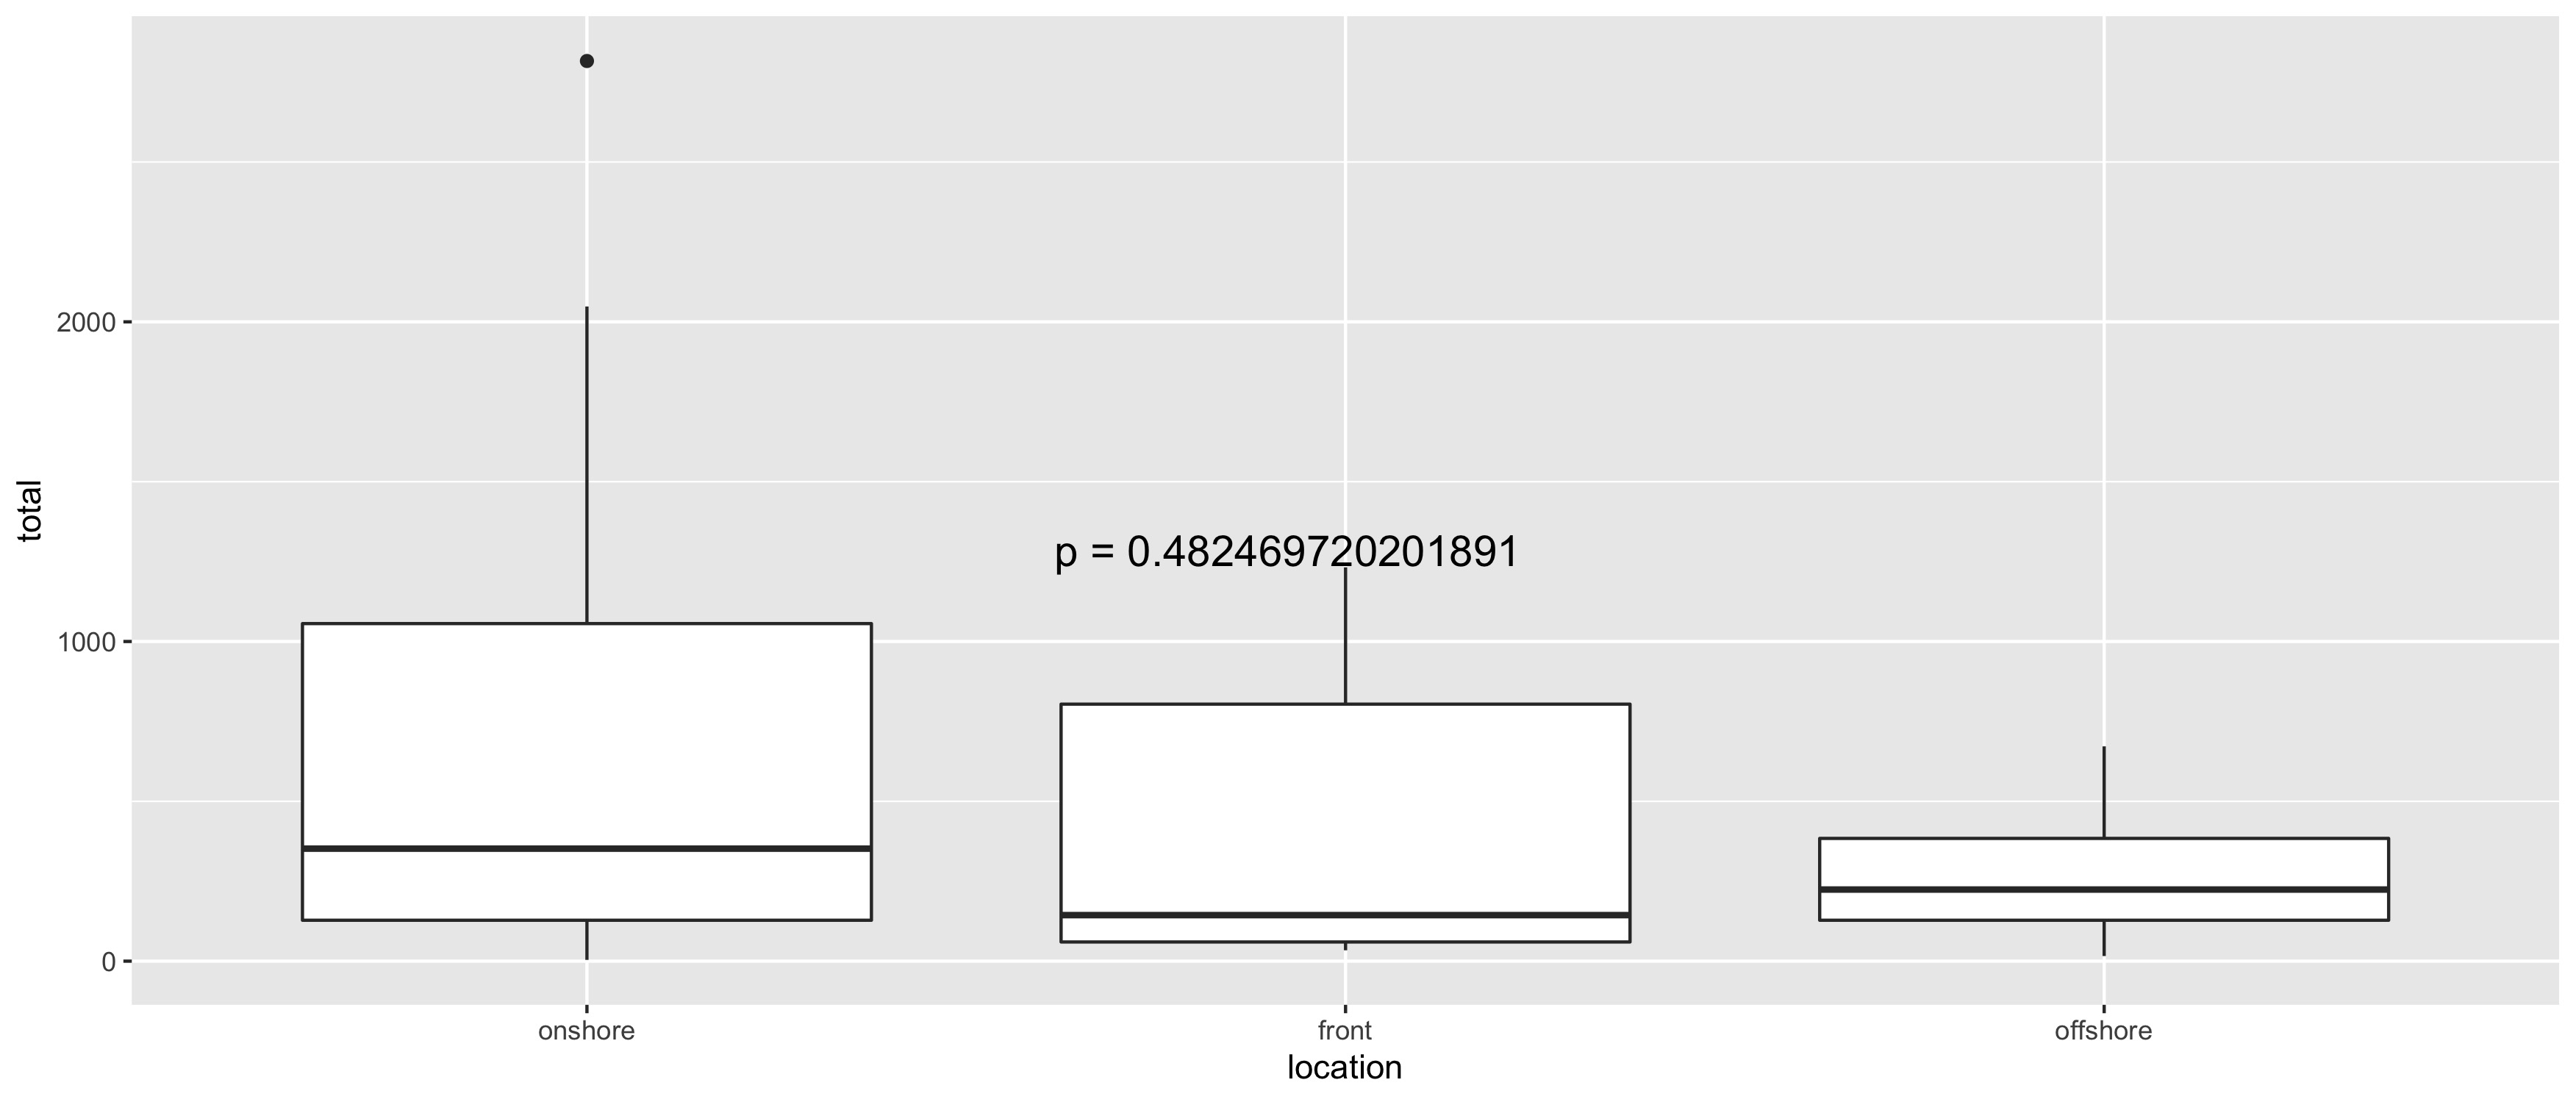 total
2000
1000
0
p = 0.482469720201891
onshore
front
offshore
location